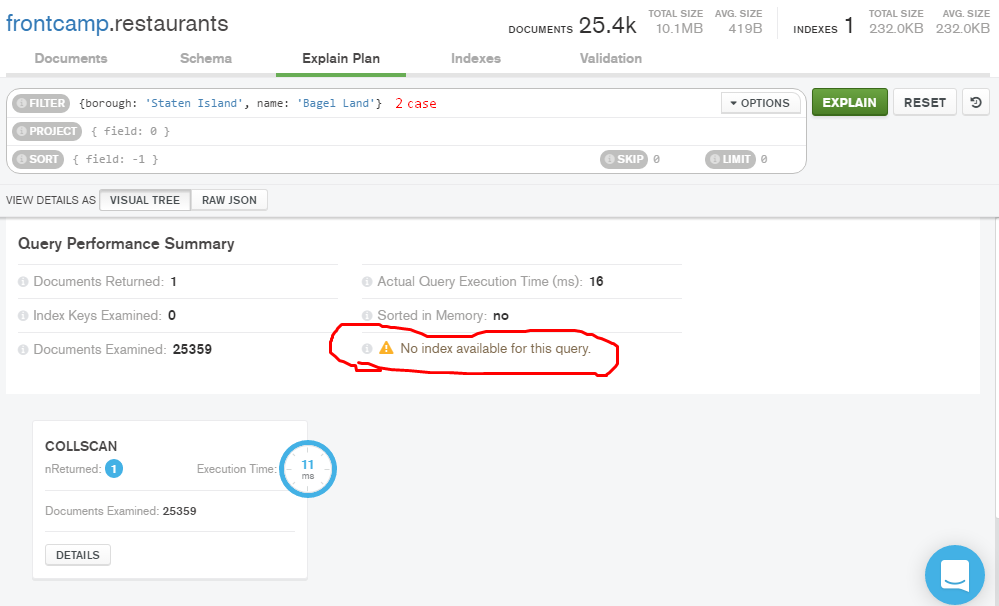 frontcamp.restaurants
DOCUMENTS 25.4k TOTAL SIZE 10.1MB AVG. SIZE 419B INDEXES 1 TOTAL SIZE 232.0KB AVG. SIZE 232.0KB
Documents Schema Explain Plan Indexes Validation
FILTER {borough: 'Staten Island', name: 'Bagel Land'} 2 case OPTIONS EXPLAIN RESET
PROJECT { field: 0 }
SORT { field: -1 } SKIP 0 LIMIT 0
VIEW DETAILS AS VISUAL TREE RAW JSON
Query Performance Summary
Documents Returned: 1 Actual Query Execution Time (ms): 16
Index Keys Examined: 0 Sorted in Memory: no
Documents Examined: 25359 No index available for this query.
COLLSCAN
nReturned: 1 Execution Time: 11 ms
Documents Examined: 25359
DETAILS